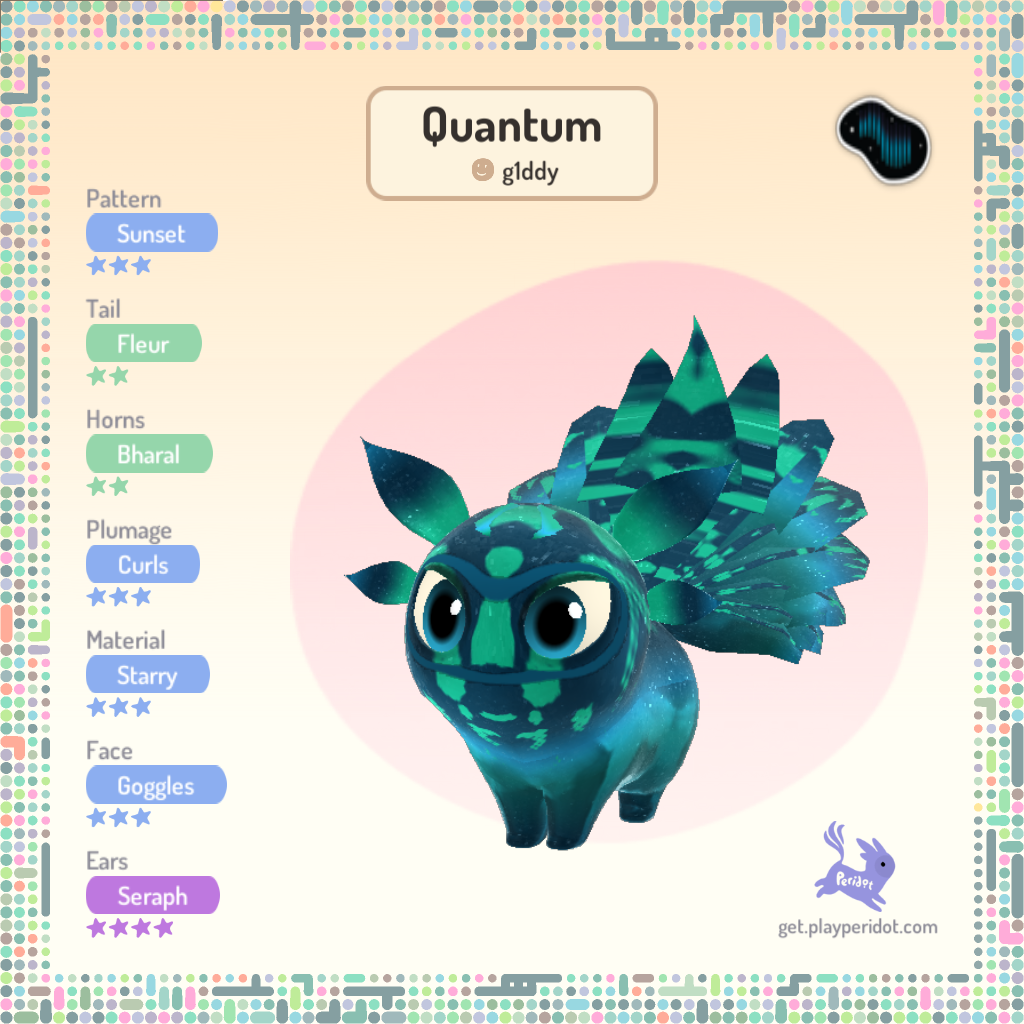 Quantum
g1ddy
Pattern
Sunset
Tail
Fleur
Horns
Bharal
Plumage
Curls
Material
Starry
Face
Goggles
Ears
Seraph
Peridot
get.playperidot.com